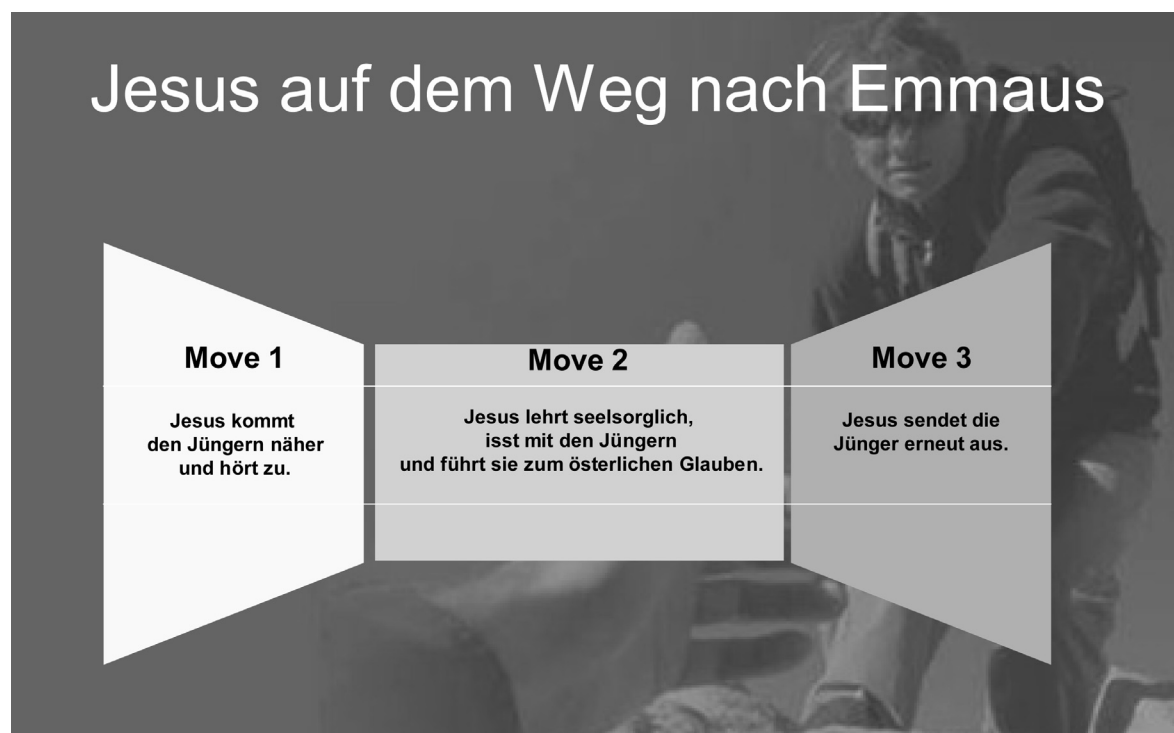 Jesus auf dem Weg nach Emmaus
Move 1
Jesus kommt
den Jüngern näher
und hört zu.
Move 2
Jesus lehrt seelsorglich,
isst mit den Jüngern
und führt sie zum österlichen Glauben.
Move 3
Jesus sendet die
Jünger erneut aus.